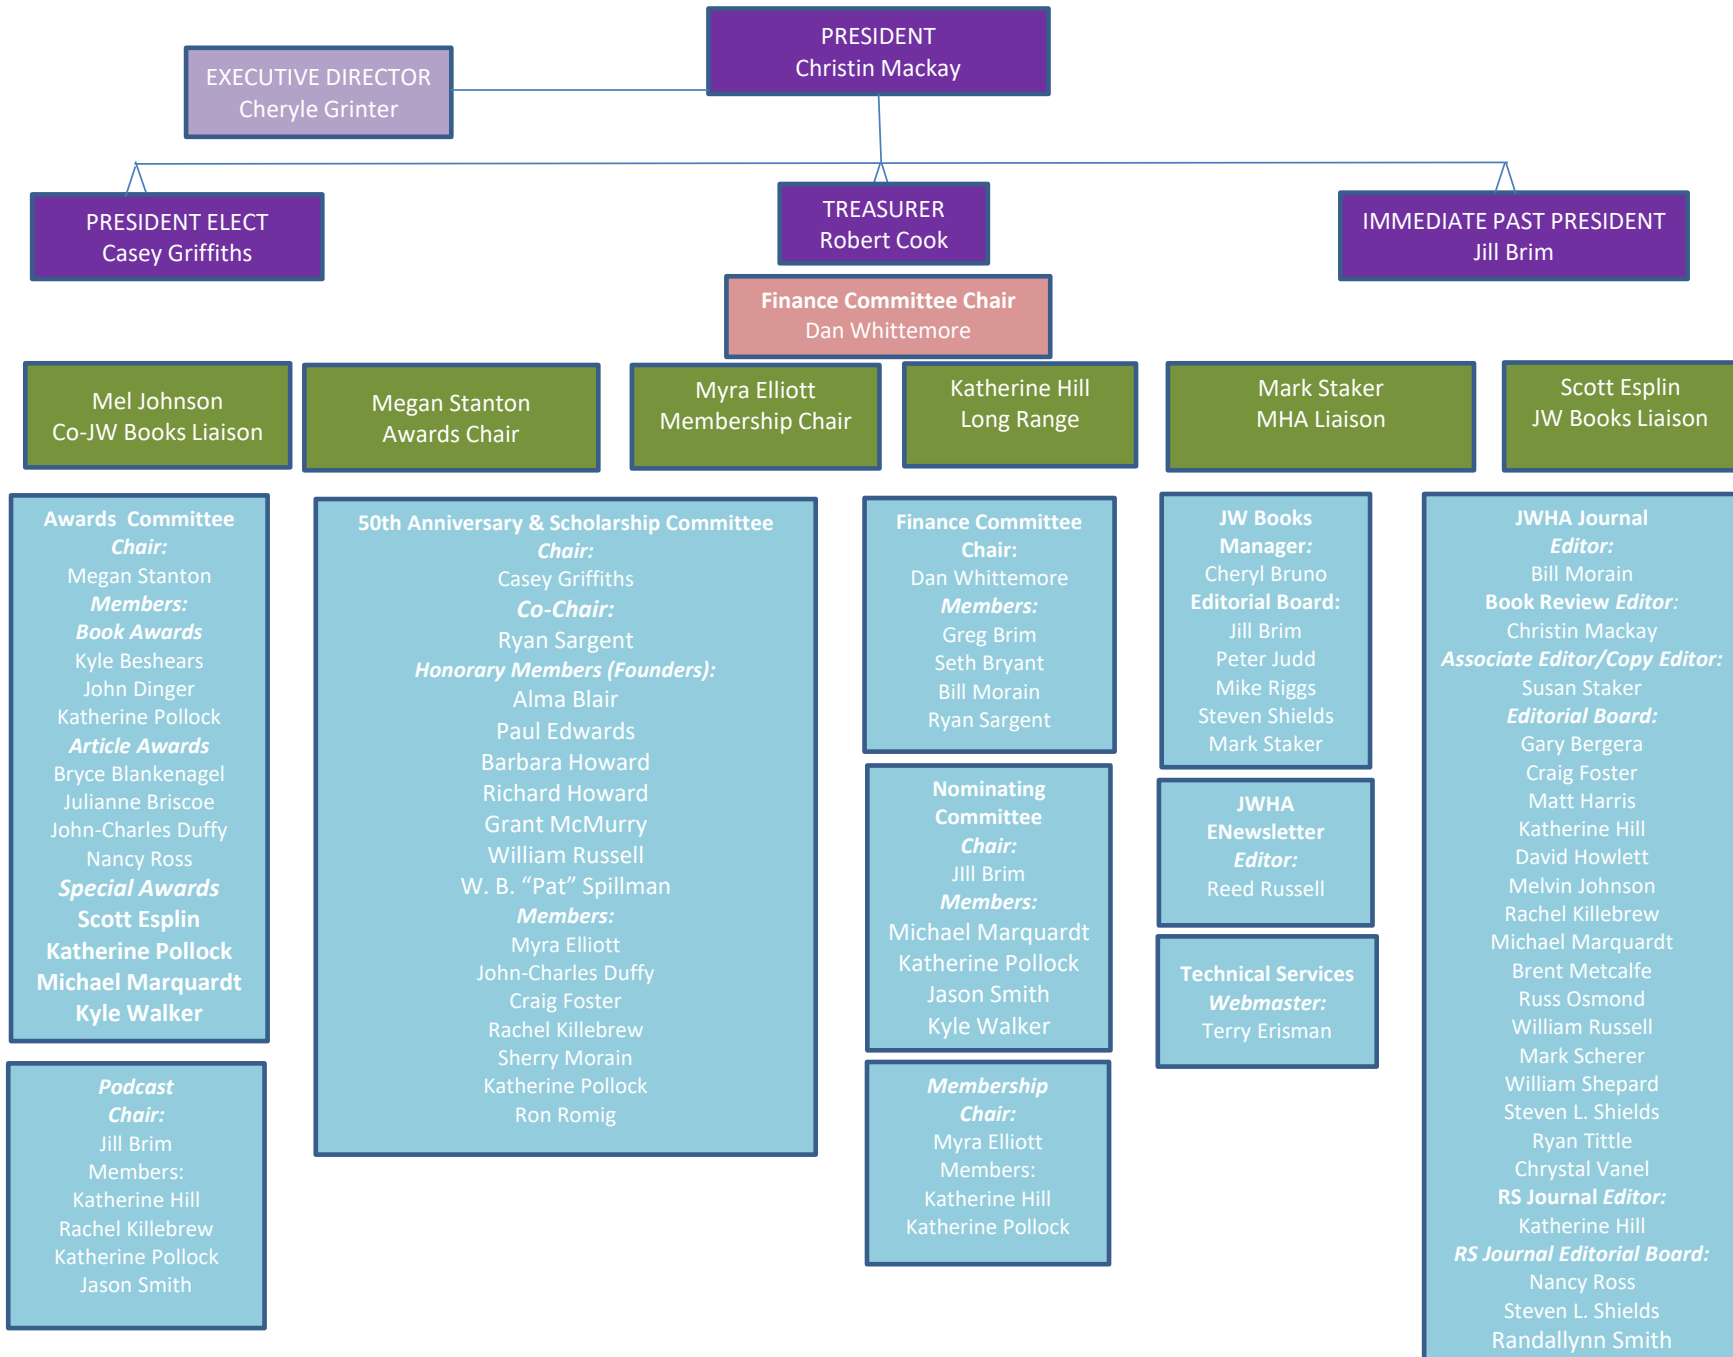 PRESIDENT
Christin Mackay
EXECUTIVE DIRECTOR
Cheryle Grinter
PRESIDENT ELECT
Casey Griffiths
TREASURER
Robert Cook
IMMEDIATE PAST PRESIDENT
Jill Brim
Finance Committee Chair
Dan Whittemore
Mel Johnson
Co-JW Books Liaison
Megan Stanton
Awards Chair
Myra Elliott
Membership Chair
Katherine Hill
Long Range
Mark Staker
MHA Liaison
Scott Esplin
JW Books Liaison
Awards Committee
Chair:
Megan Stanton
Members:
Book Awards
Kyle Beshears
John Dinger
Katherine Pollock
Article Awards
Bryce Blankenagel
Julianne Briscoe
John-Charles Duffy
Nancy Ross
Special Awards
Scott Esplin
Katherine Pollock
Michael Marquardt
Kyle Walker
Podcast
Chair:
Jill Brim
Members:
Katherine Hill
Rachel Killebrew
Katherine Pollock
Jason Smith
50th Anniversary & Scholarship Committee
Chair:
Casey Griffiths
Co-Chair:
Ryan Sargent
Honorary Members (Founders):
Alma Blair
Paul Edwards
Barbara Howard
Richard Howard
Grant McMurry
William Russell
W. B. “Pat” Spillman
Members:
Myra Elliott
John-Charles Duffy
Craig Foster
Rachel Killebrew
Sherry Morain
Katherine Pollock
Ron Romig
Finance Committee
Chair:
Dan Whittemore
Members:
Greg Brim
Seth Bryant
Bill Morain
Ryan Sargent
Nominating
Committee
Chair:
JIll Brim
Members:
Michael Marquardt
Katherine Pollock
Jason Smith
Kyle Walker
Membership
Chair:
Myra Elliott
Members:
Katherine Hill
Katherine Pollock
JW Books
Manager:
Cheryl Bruno
Editorial Board:
Jill Brim
Peter Judd
Mike Riggs
Steven Shields
Mark Staker
JWHA
ENewsletter
Editor:
Reed Russell
Technical Services
Webmaster:
Terry Erisman
JWHA Journal
Editor:
Bill Morain
Book Review Editor:
Christin Mackay
Associate Editor/Copy Editor:
Susan Staker
Editorial Board:
Gary Bergera
Craig Foster
Matt Harris
Katherine Hill
David Howlett
Melvin Johnson
Rachel Killebrew
Michael Marquardt
Brent Metcalfe
Russ Osmond
William Russell
Mark Scherer
William Shepard
Steven L. Shields
Ryan Tittle
Chrystal Vanel
RS Journal Editor:
Katherine Hill
RS Journal Editorial Board:
Nancy Ross
Steven L. Shields
Randallynn Smith